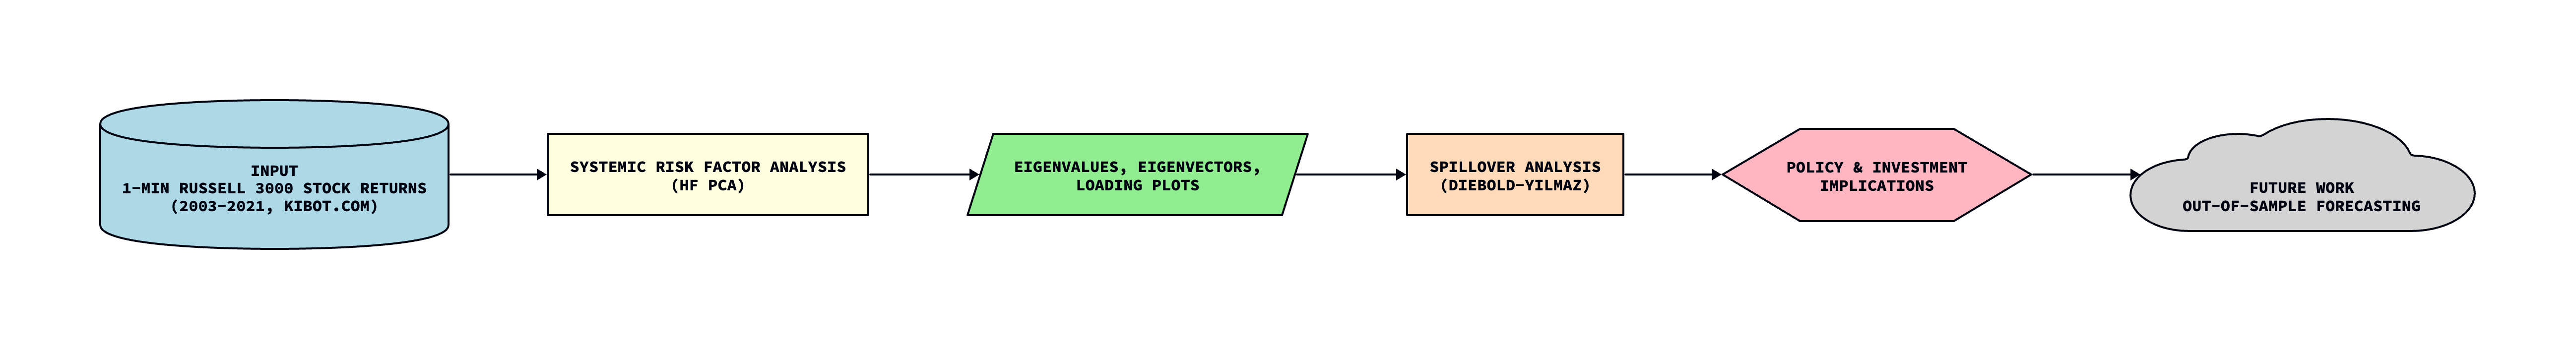 INPUT
1-MIN RUSSELL 3000 STOCK RETURNS
(2003-2021, KIBOT.COM)
SYSTEMIC RISK FACTOR ANALYSIS
(HF PCA)
EIGENVALUES, EIGENVECTORS,
LOADING PLOTS
SPILLOVER ANALYSIS
(DIEBOLD-YILMAZ)
POLICY & INVESTMENT
IMPLICATIONS
FUTURE WORK
OUT-OF-SAMPLE FORECASTING